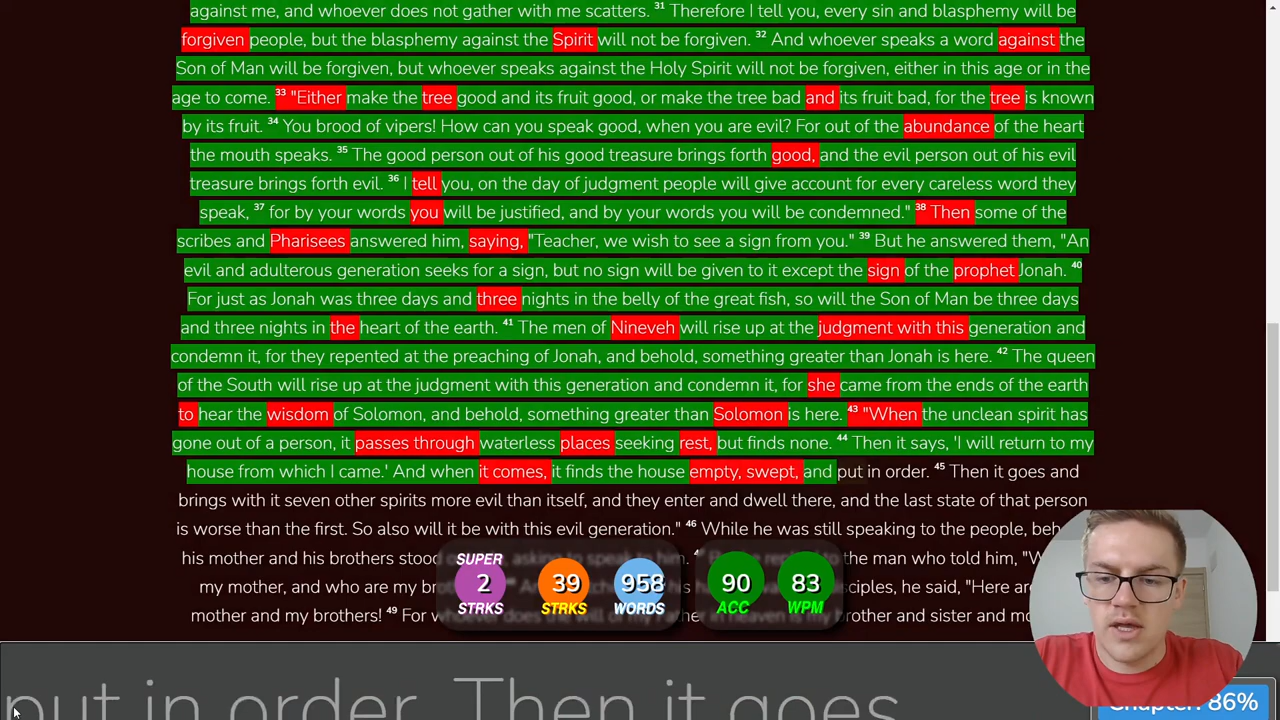 against me, and whoever does not gather with me scatters. 31 Therefore I tell you, every sin and blasphemy will be
forgiven people, but the blasphemy against the Spirit will not be forgiven. 32 And whoever speaks a word against the
Son of Man will be forgiven, but whoever speaks against the Holy Spirit will not be forgiven, either in this age or in the
age to come. 33 "Either make the tree good and its fruit good, or make the tree bad and its fruit bad, for the tree is known
by its fruit. 34 You brood of vipers! How can you speak good, when you are evil? For out of the abundance of the heart
the mouth speaks. 35 The good person out of his good treasure brings forth good, and the evil person out of his evil
treasure brings forth evil. 36 I tell you, on the day of judgment people will give account for every careless word they
speak, 37 for by your words you will be justified, and by your words you will be condemned." 38 Then some of the
scribes and Pharisees answered him, saying, "Teacher, we wish to see a sign from you." 39 But he answered them, "An
evil and adulterous generation seeks for a sign, but no sign will be given to it except the sign of the prophet Jonah. 40
For just as Jonah was three days and three nights in the belly of the great fish, so will the Son of Man be three days
and three nights in the heart of the earth. 41 The men of Nineveh will rise up at the judgment with this generation and
condemn it, for they repented at the preaching of Jonah, and behold, something greater than Jonah is here. 42 The queen
of the South will rise up at the judgment with this generation and condemn it, for she came from the ends of the earth
to hear the wisdom of Solomon, and behold, something greater than Solomon is here. 43 "When the unclean spirit has
gone out of a person, it passes through waterless places seeking rest, but finds none. 44 Then it says, 'I will return to my
house from which I came.' And when it comes, it finds the house empty, swept, and put in order. 45 Then it goes and
brings with it seven other spirits more evil than itself, and they enter and dwell there, and the last state of that person
is worse than the first. So also will it be with this evil generation." 46 While he was still speaking to the people, beh
his mother and his brothers stood asking to speak to him. the man who told him, "W
my mother, and who are my br ciples, he said, "Here ar
mother and my brothers! 49 For w brother and sister and mo
SUPER
2 39 958 90 83
STRKS STRKS WORDS ACC WPM
put in order. Then it goes
Chapter: 86%